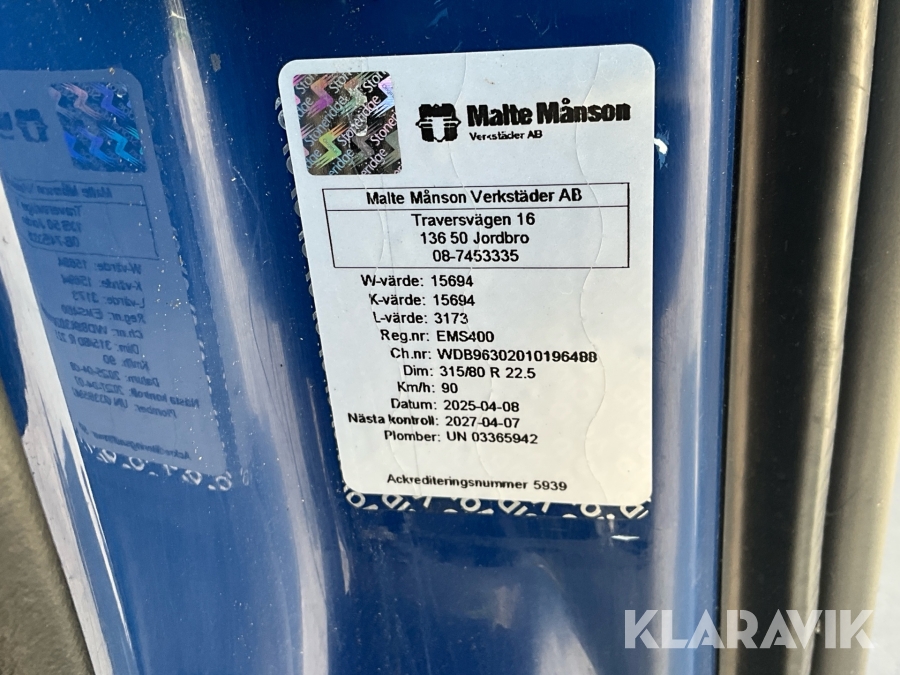 Stoneridge
Malte Månson
Verkstäder AB
Malte Månson Verkstäder AB
Traversvägen 16
136 50 Jordbro
08-7453335
W-värde: 15694
K-värde: 15694
L-värde: 3173
Reg.nr: EMS400
Ch.nr: WDB96302010196488
Dim: 315/80 R 22.5
Km/h: 90
Datum: 2025-04-08
Nästa kontroll: 2027-04-07
Plomber: UN 03365942
Ackrediteringsnummer 5939
KLARAVIK